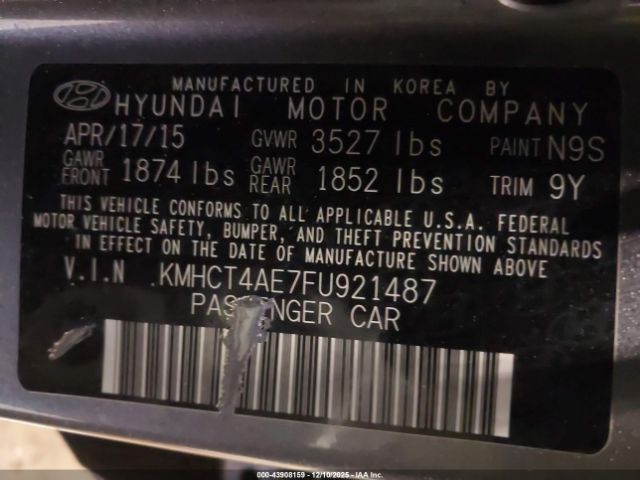 MANUFACTURED IN KOREA BY
HYUNDAI MOTOR COMPANY
APR/17/15 GVWR 3527 lbs PAINT N9S
GAWR FRONT 1874 lbs GAWR REAR 1852 lbs TRIM 9Y
THIS VEHICLE CONFORMS TO ALL APPLICABLE U.S.A. FEDERAL
MOTOR VEHICLE SAFETY, BUMPER, AND THEFT PREVENTION STANDARDS
IN EFFECT ON THE DATE OF MANUFACTURE SHOWN ABOVE.
V.I.N .KMHCT4AE7FU921487
PASSENGER CAR
000-43908159 - 12/10/2025 - IAA Inc.